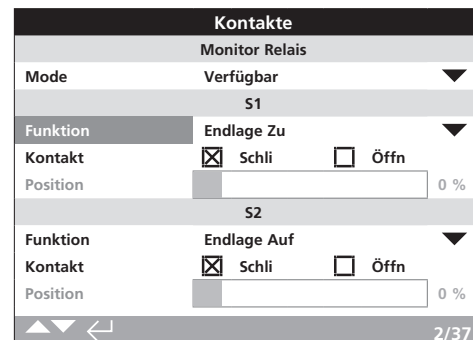 Kontakte
Monitor Relais
Mode Verfügbar
S1
Funktion Endlage Zu
Kontakt Schli Öffn
Position 0 %
S2
Funktion Endlage Auf
Kontakt Schli Öffn
Position 0 %
2/37